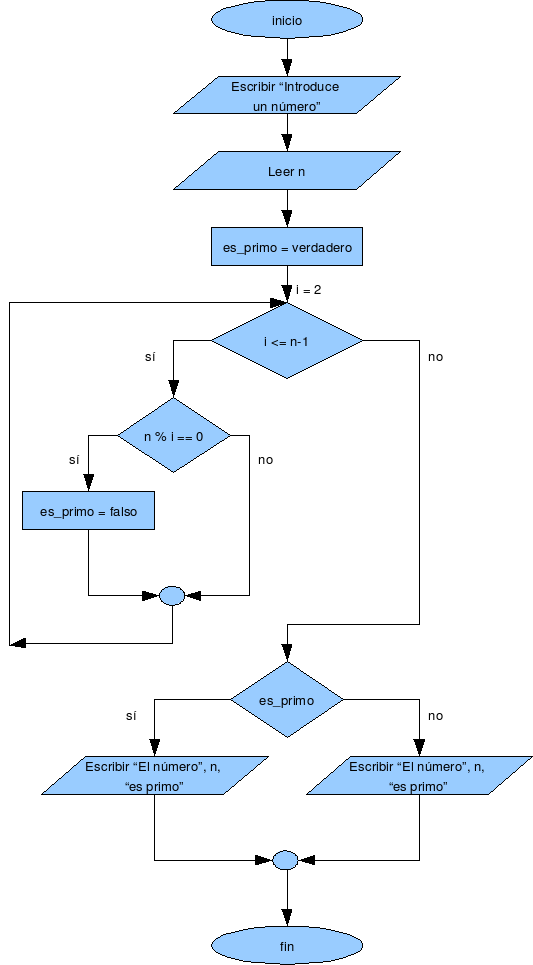 inicio
Escribir “Introduce
un número”
Leer n
es_primo = verdadero
i = 2
i <= n-1
sí
no
n % i == 0
sí
no
es_primo = falso
es_primo
sí
no
Escribir “El número”, n,
“es primo”
Escribir “El número”, n,
“es primo”
fin